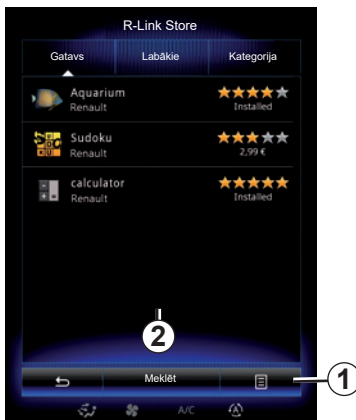 R-Link Store
Gatavs Labākie Kategorija
Aquarium
Renault Installed
Sudoku
Renault 2,99 €
calculator
Renault Installed
2
Meklēt
1
A/C